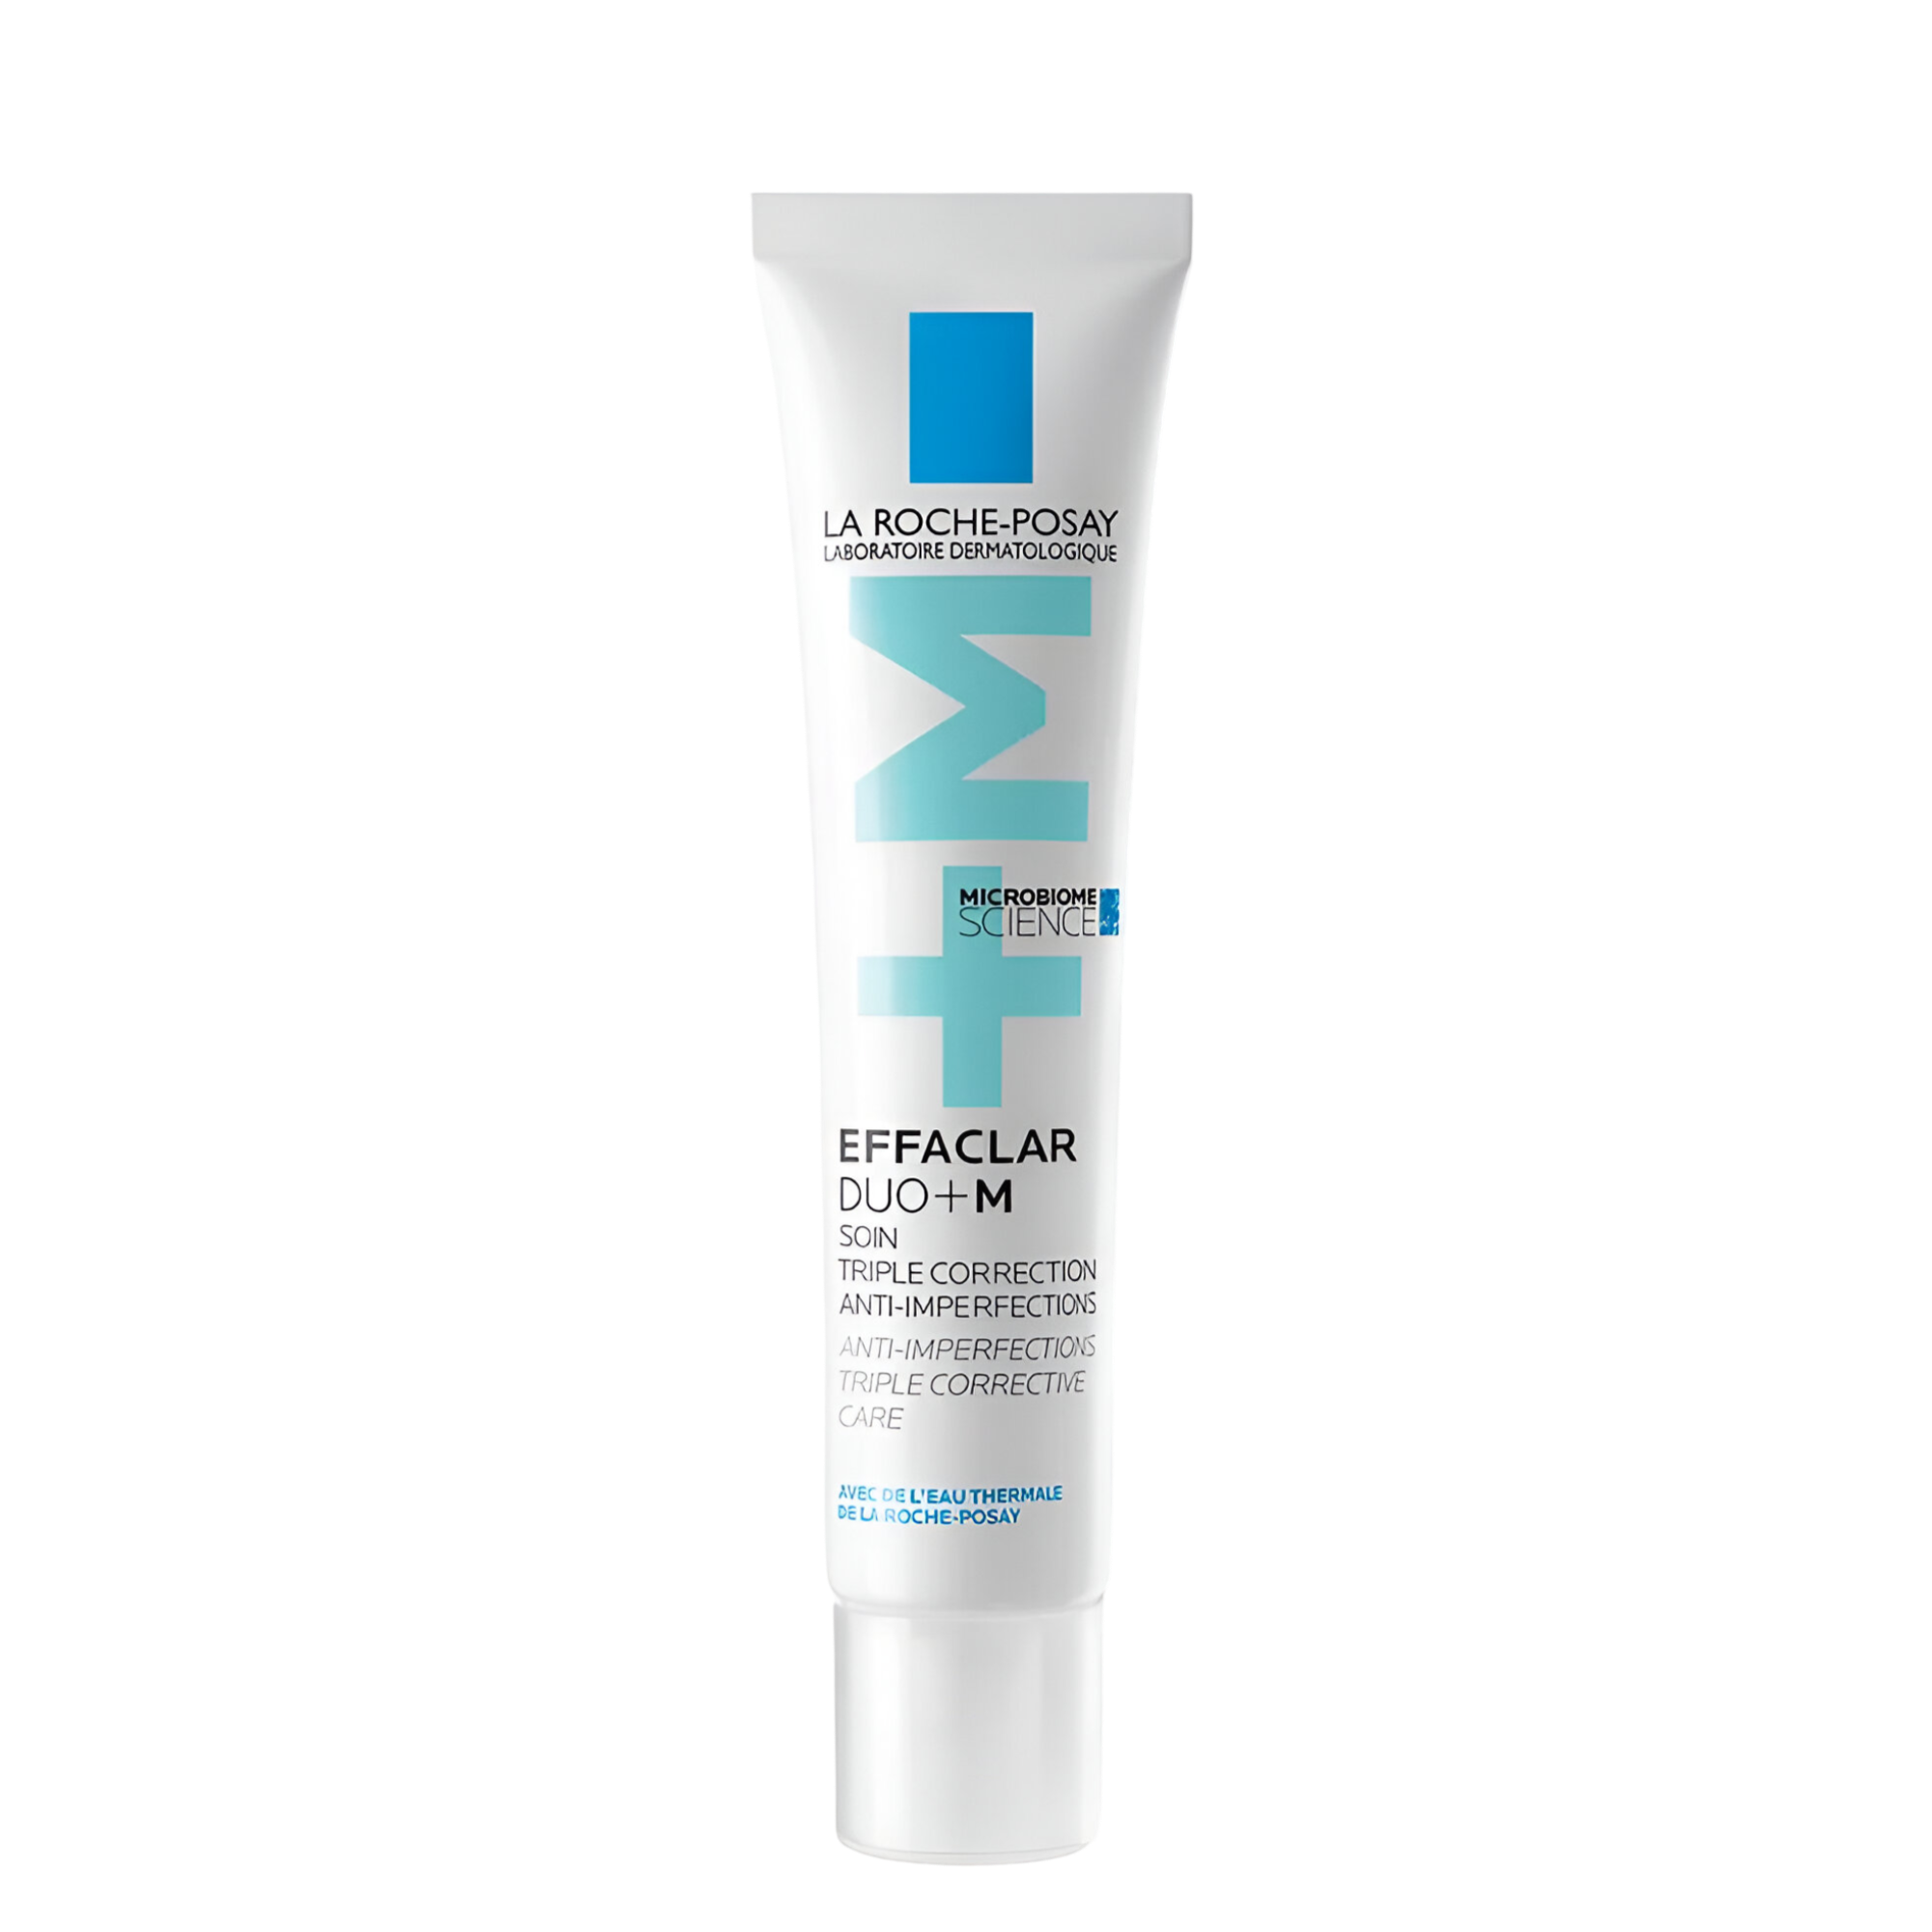 LA ROCHE-POSAY
LABORATOIRE DERMATOLOGIQUE
+M
MICROBIOME
SCIENCE
EFFACLAR
DUO+M
SOIN
TRIPLE CORRECTION
ANTI-IMPERFECTIONS
ANTI-IMPERFECTIONS
TRIPLE CORRECTIVE
CARE
AVEC DE L'EAU THERMALE
DE LA ROCHE-POSAY